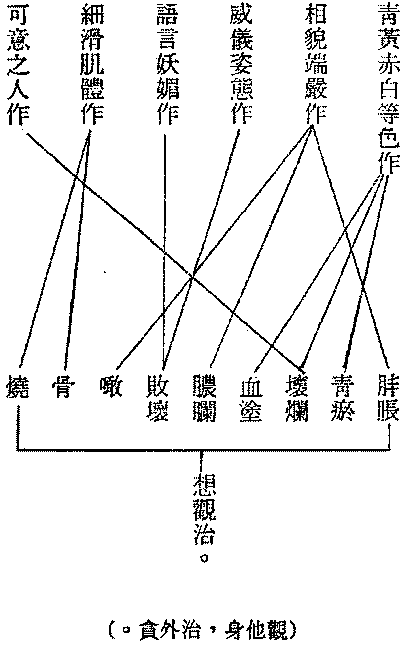 青黃赤白等色作
相貌端嚴作
威儀姿態作
語言妖媚作
細滑肌體作
可意之人作
脝脹
青瘀
壞爛
血塗
膿爛
敗壞
噉
骨
燒
想觀治。
（觀他身，治外貪。）